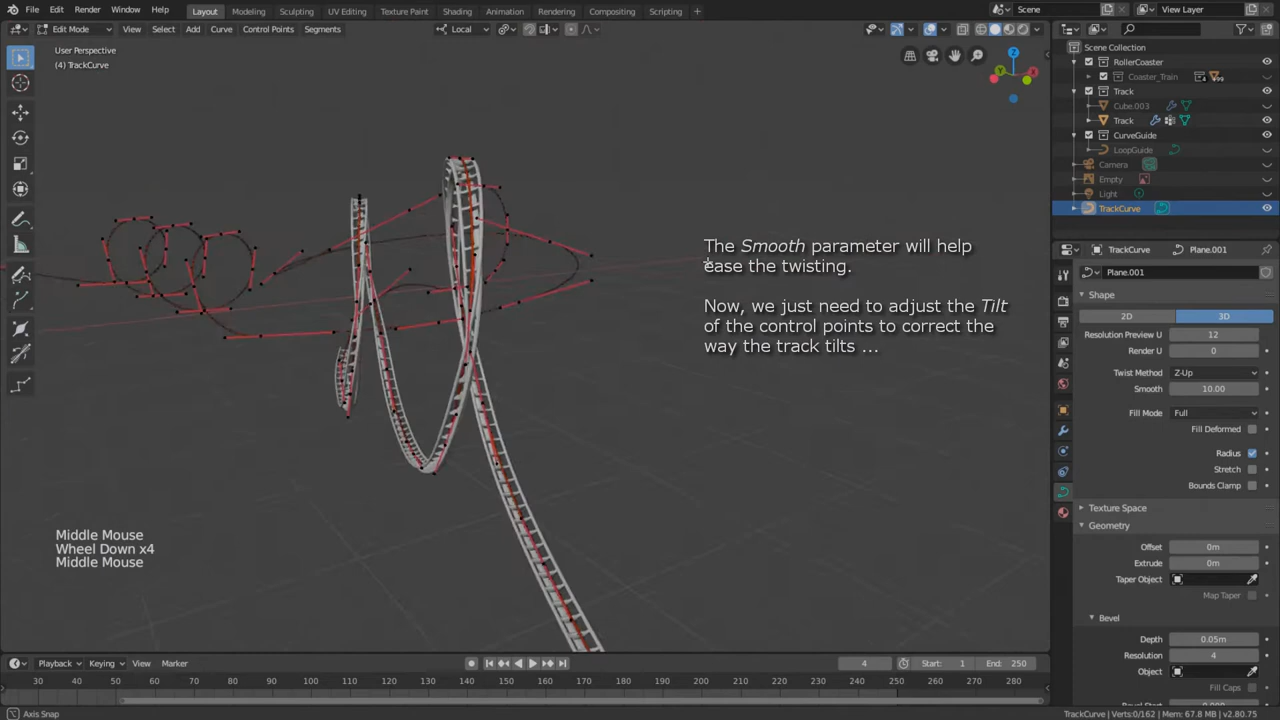 File Edit Render Window Help Layout Modeling Sculpting UV Editing Texture Paint Shading Animation Rendering Compositing Scripting + Scene View Layer
Edit Mode View Select Add Curve Control Points Segments Local
User Perspective
(4) TrackCurve
Z
Y
X
Scene Collection
RollerCoaster
Coaster_Train 4 99
Track
Cube.003
Track
CurveGuide
LoopGuide
Camera
Empty
Light
TrackCurve
The Smooth parameter will help
ease the twisting.
Now, we just need to adjust the Tilt
of the control points to correct the
way the track tilts ...
TrackCurve Plane.001
Plane.001
Shape
2D 3D
Resolution Preview U 12
Render U 0
Twist Method Z-Up
Smooth 10.00
Fill Mode Full
Fill Deformed
Radius
Stretch
Bounds Clamp
Texture Space
Geometry
Offset 0m
Extrude 0m
Taper Object
Map Taper
Bevel
Depth 0.05m
Resolution 4
Object
Fill Caps
Middle Mouse
Wheel Down x4
Middle Mouse
Playback Keying View Marker 4 Start: 1 End: 250
30 40 50 60 70 80 90 100 110 120 130 140 150 160 170 180 190 200 210 220 230 240 250 260 270 280
Axis Snap
TrackCurve | Verts:0/162 | Mem: 67.8 MB | v2.80.75